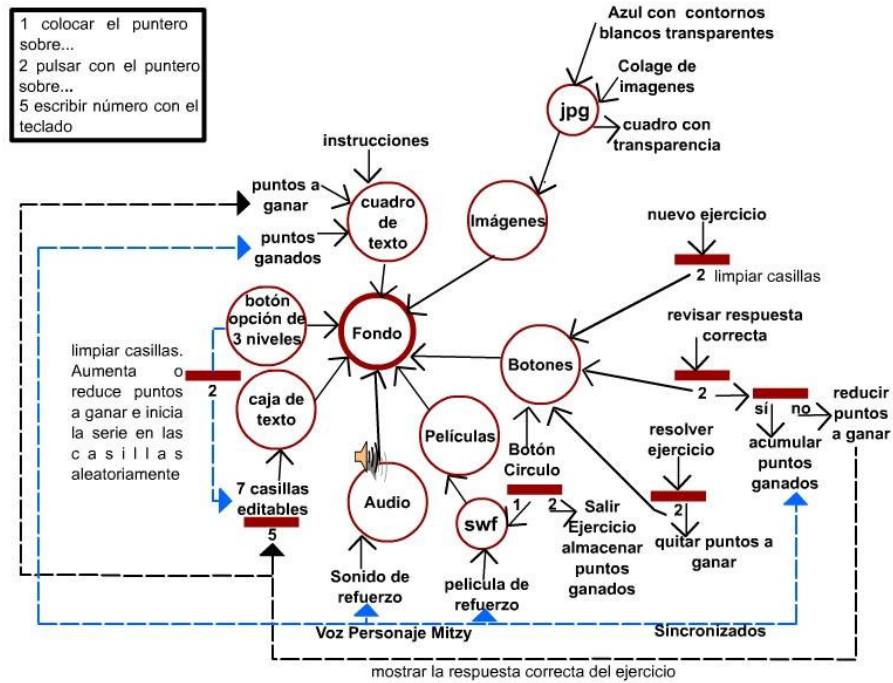 1 colocar el puntero
sobre...
2 pulsar con el puntero
sobre...
5 escribir número con el
teclado
Azul con contornos
blancos transparentes
Colage de
imagenes
jpg
cuadro con
transparencia
instrucciones
puntos a
ganar
cuadro
de
texto
puntos
ganados
Imágenes
nuevo ejercicio
2 limpiar casillas
botón
opción de
3 niveles
Fondo
revisar respuesta
correcta
2
Botones
limpiar casillas.
Aumenta o
reduce puntos
a ganar e inicia
la serie en las
casillas
aleatoriamente
2
caja de
texto
sí no
reducir
puntos
a ganar
acumular
puntos
ganados
resolver
ejercicio
2
quitar puntos a
ganar
Películas
Botón
Circulo
1 2
Salir
Ejercicio
almacenar
puntos
ganados
7 casillas
editables
5
Audio
swf
Sonido de
refuerzo
pelicula de
refuerzo
Voz Personaje Mitzy
Sincronizados
mostrar la respuesta correcta del ejercicio